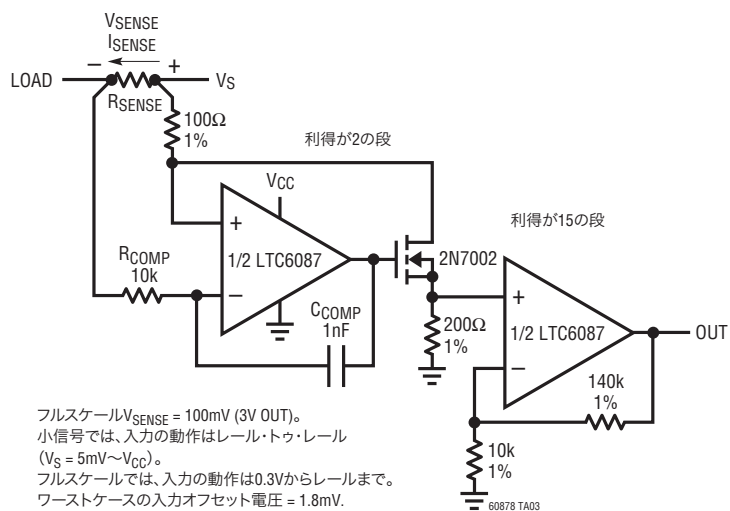 VSENSE
ISENSE
− +
LOAD
VS
RSENSE
100Ω
1%
利得が2の段
VCC
利得が15の段
+
1/2 LTC6087
−
2N7002
RCOMP
10k
CCOMP
1nF
200Ω
1%
+
1/2 LTC6087
−
OUT
140k
1%
10k
1%
フルスケールVSENSE = 100mV (3V OUT)。
小信号では、入力の動作はレール・トゥ・レール
(VS = 5mV〜VCC)。
フルスケールでは、入力の動作は0.3Vからレールまで。
ワーストケースの入力オフセット電圧 = 1.8mV.
60878 TA03